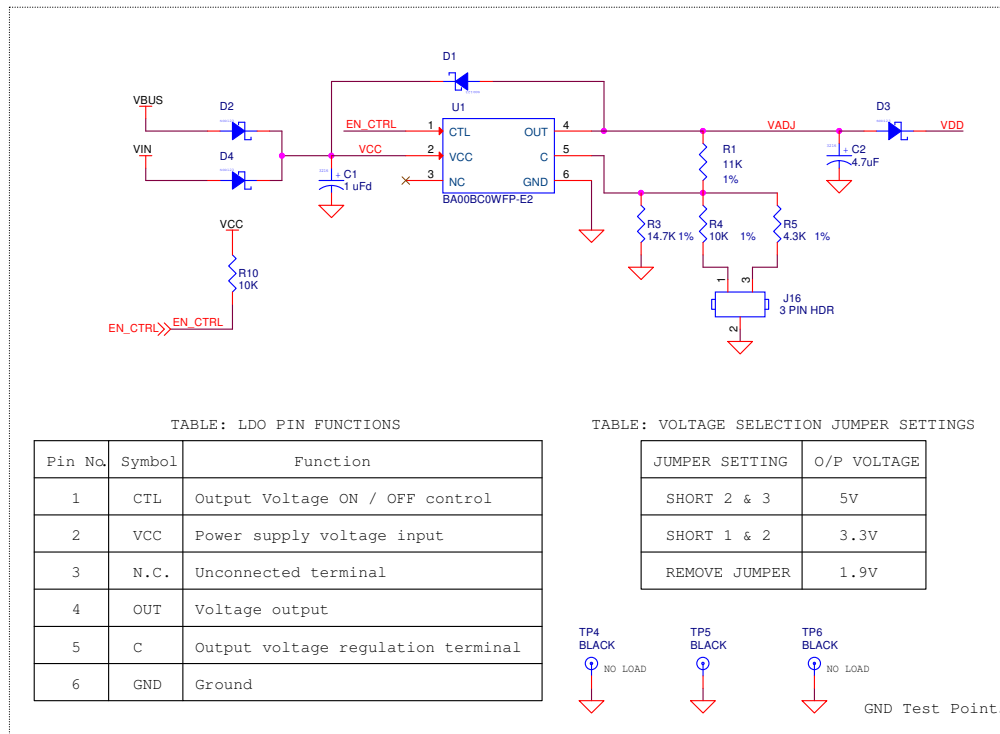 D1
U1
VBUS
D2
VIN
D4
EN_CTRL
VCC
1 CTL OUT 4
2 VCC C 5
3 NC GND 6
BA00BC0WFP-E2
C1
1 uFd
VADJ
D3
VDD
R1
11K
1%
C2
4.7uF
R3
14.7K 1%
R4
10K 1%
R5
4.3K 1%
1
3
2
J16
3 PIN HDR
VCC
R10
10K
EN_CTRL
EN_CTRL
TABLE: LDO PIN FUNCTIONS
Pin No. Symbol Function
1 CTL Output Voltage ON / OFF control
2 VCC Power supply voltage input
3 N.C. Unconnected terminal
4 OUT Voltage output
5 C Output voltage regulation terminal
6 GND Ground
TABLE: VOLTAGE SELECTION JUMPER SETTINGS
JUMPER SETTING O/P VOLTAGE
SHORT 2 & 3 5V
SHORT 1 & 2 3.3V
REMOVE JUMPER 1.9V
TP4
BLACK
NO LOAD
TP5
BLACK
TP6
BLACK
NO LOAD
GND Test Point